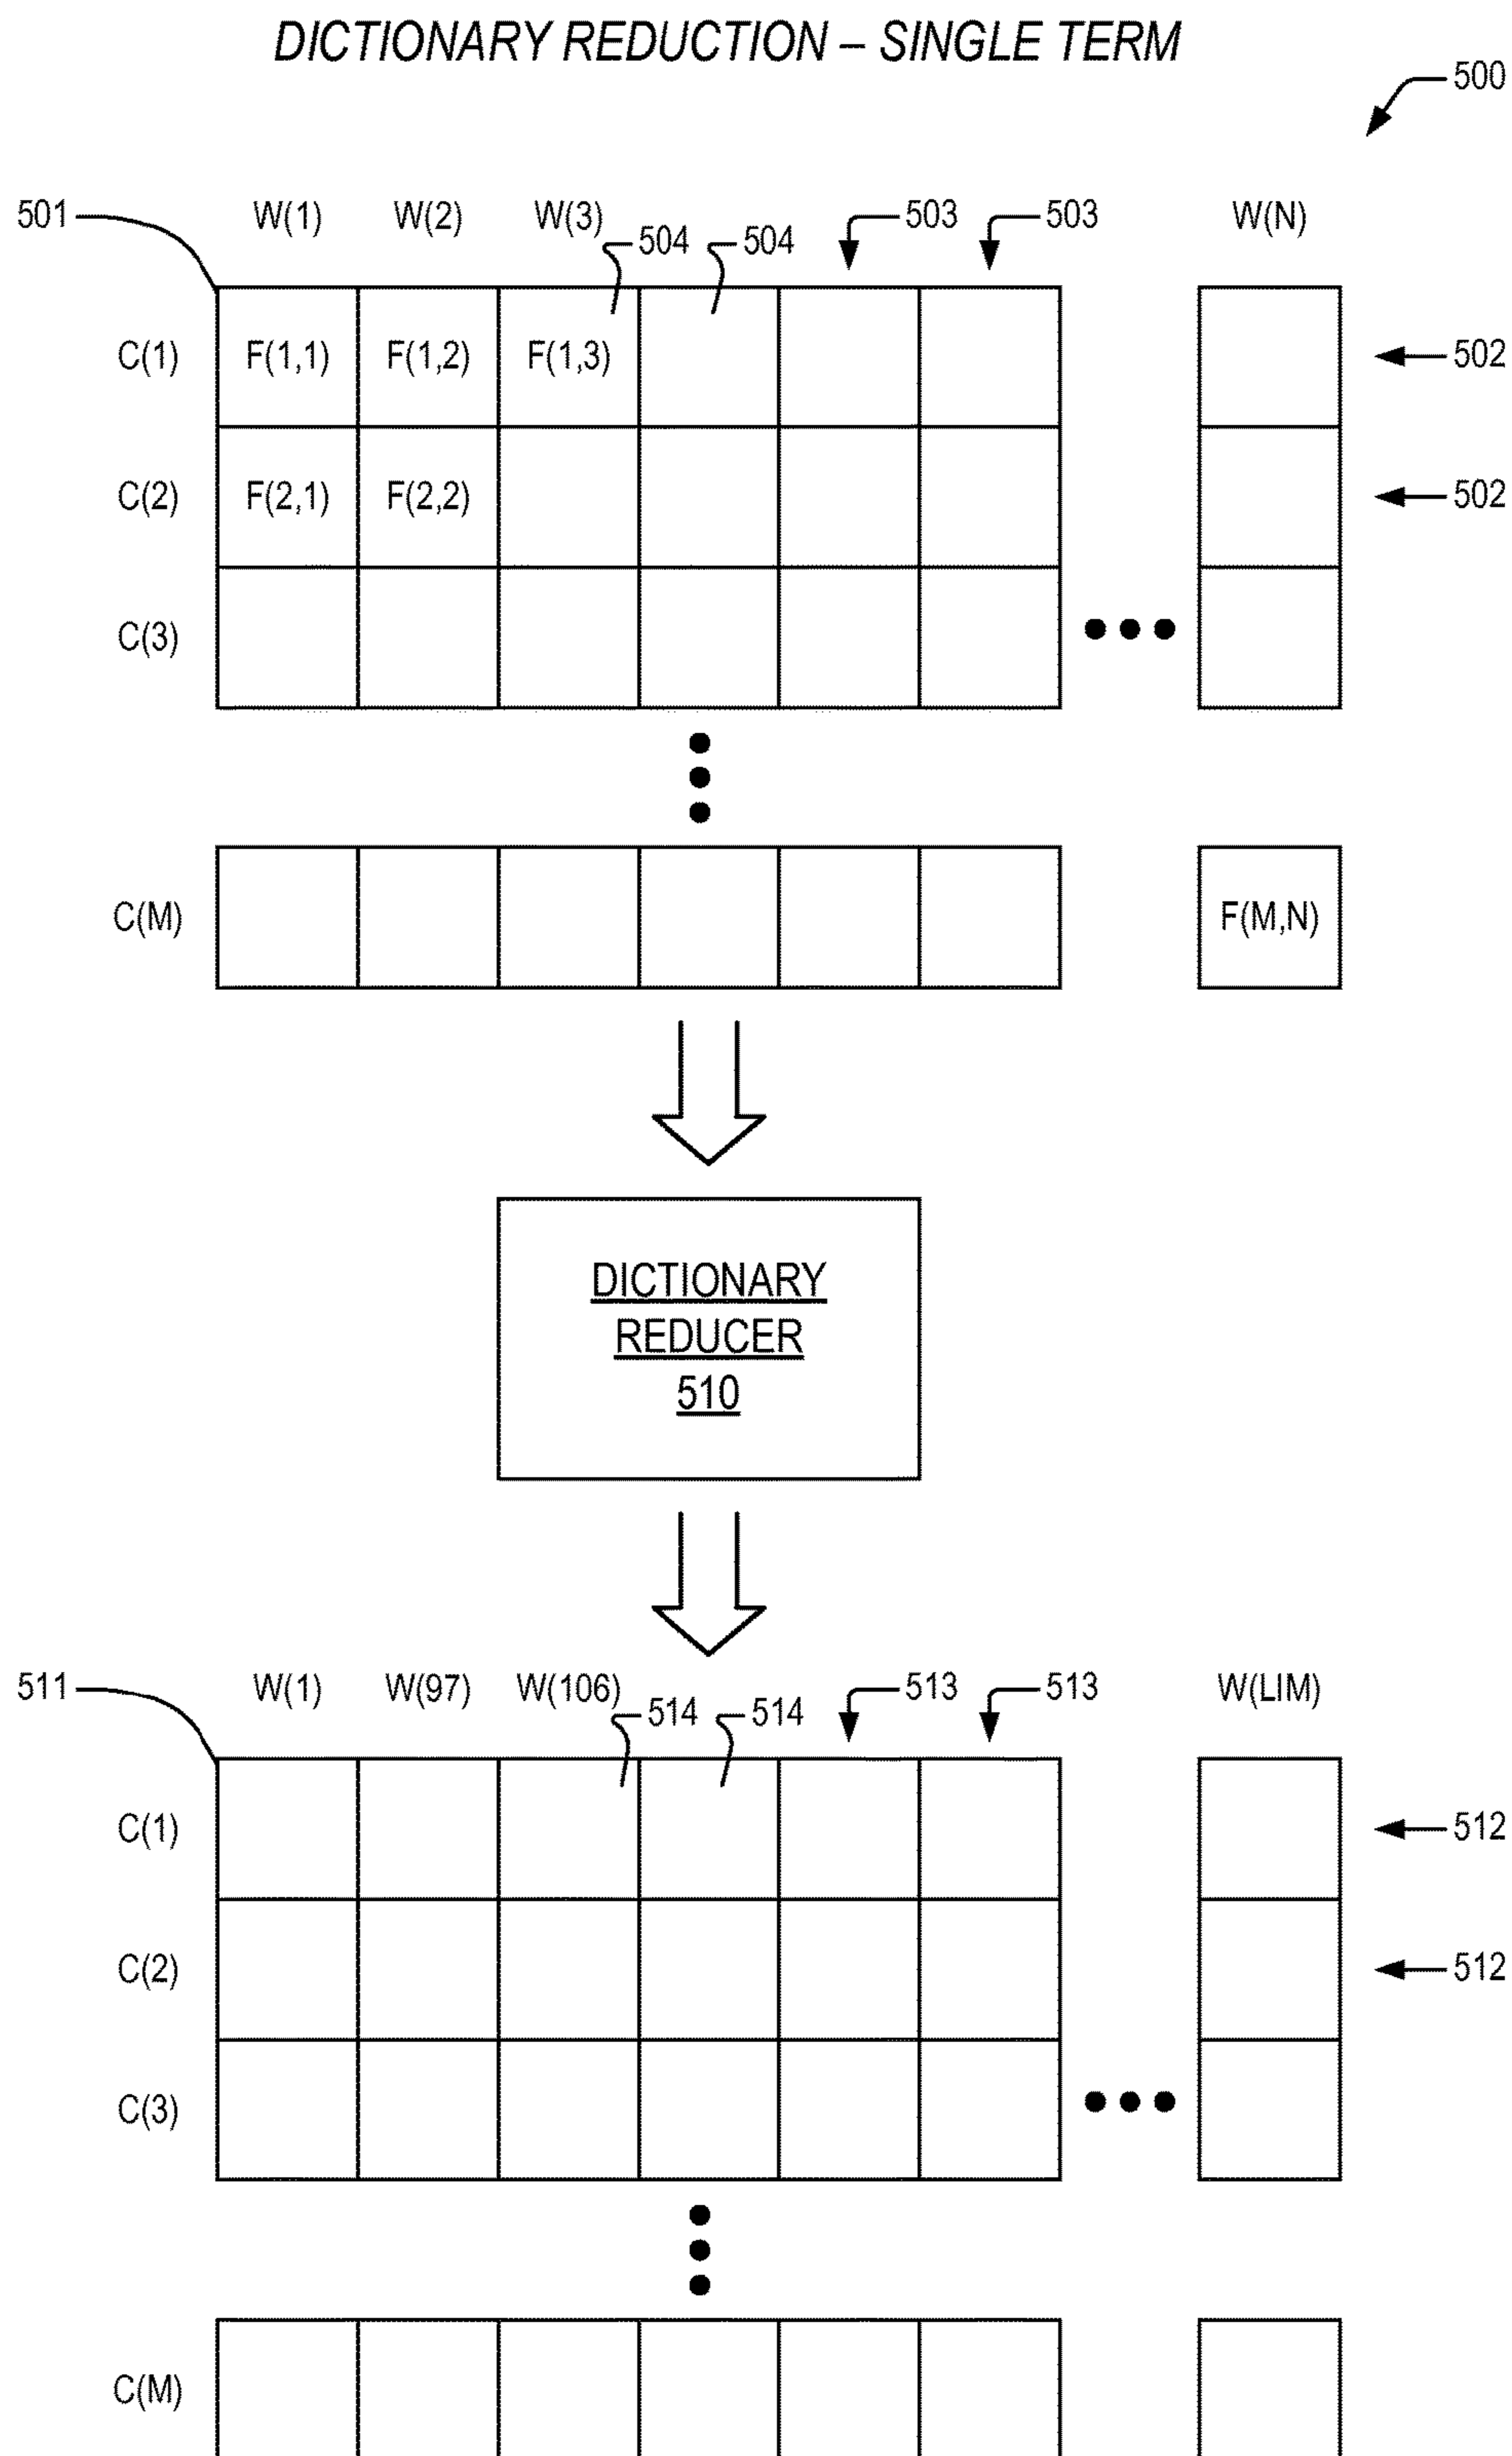 DICTIONARY REDUCTION – SINGLE TERM
500
501 W(1) W(2) W(3) 503 503 W(N)
504 504
C(1) F(1,1) F(1,2) F(1,3) 502
C(2) F(2,1) F(2,2) 502
C(3)
C(M) F(M,N)
DICTIONARY
REDUCER
510
511 W(1) W(97) W(106) 513 513 W(LIM)
514 514
C(1) 512
C(2) 512
C(3)
C(M)